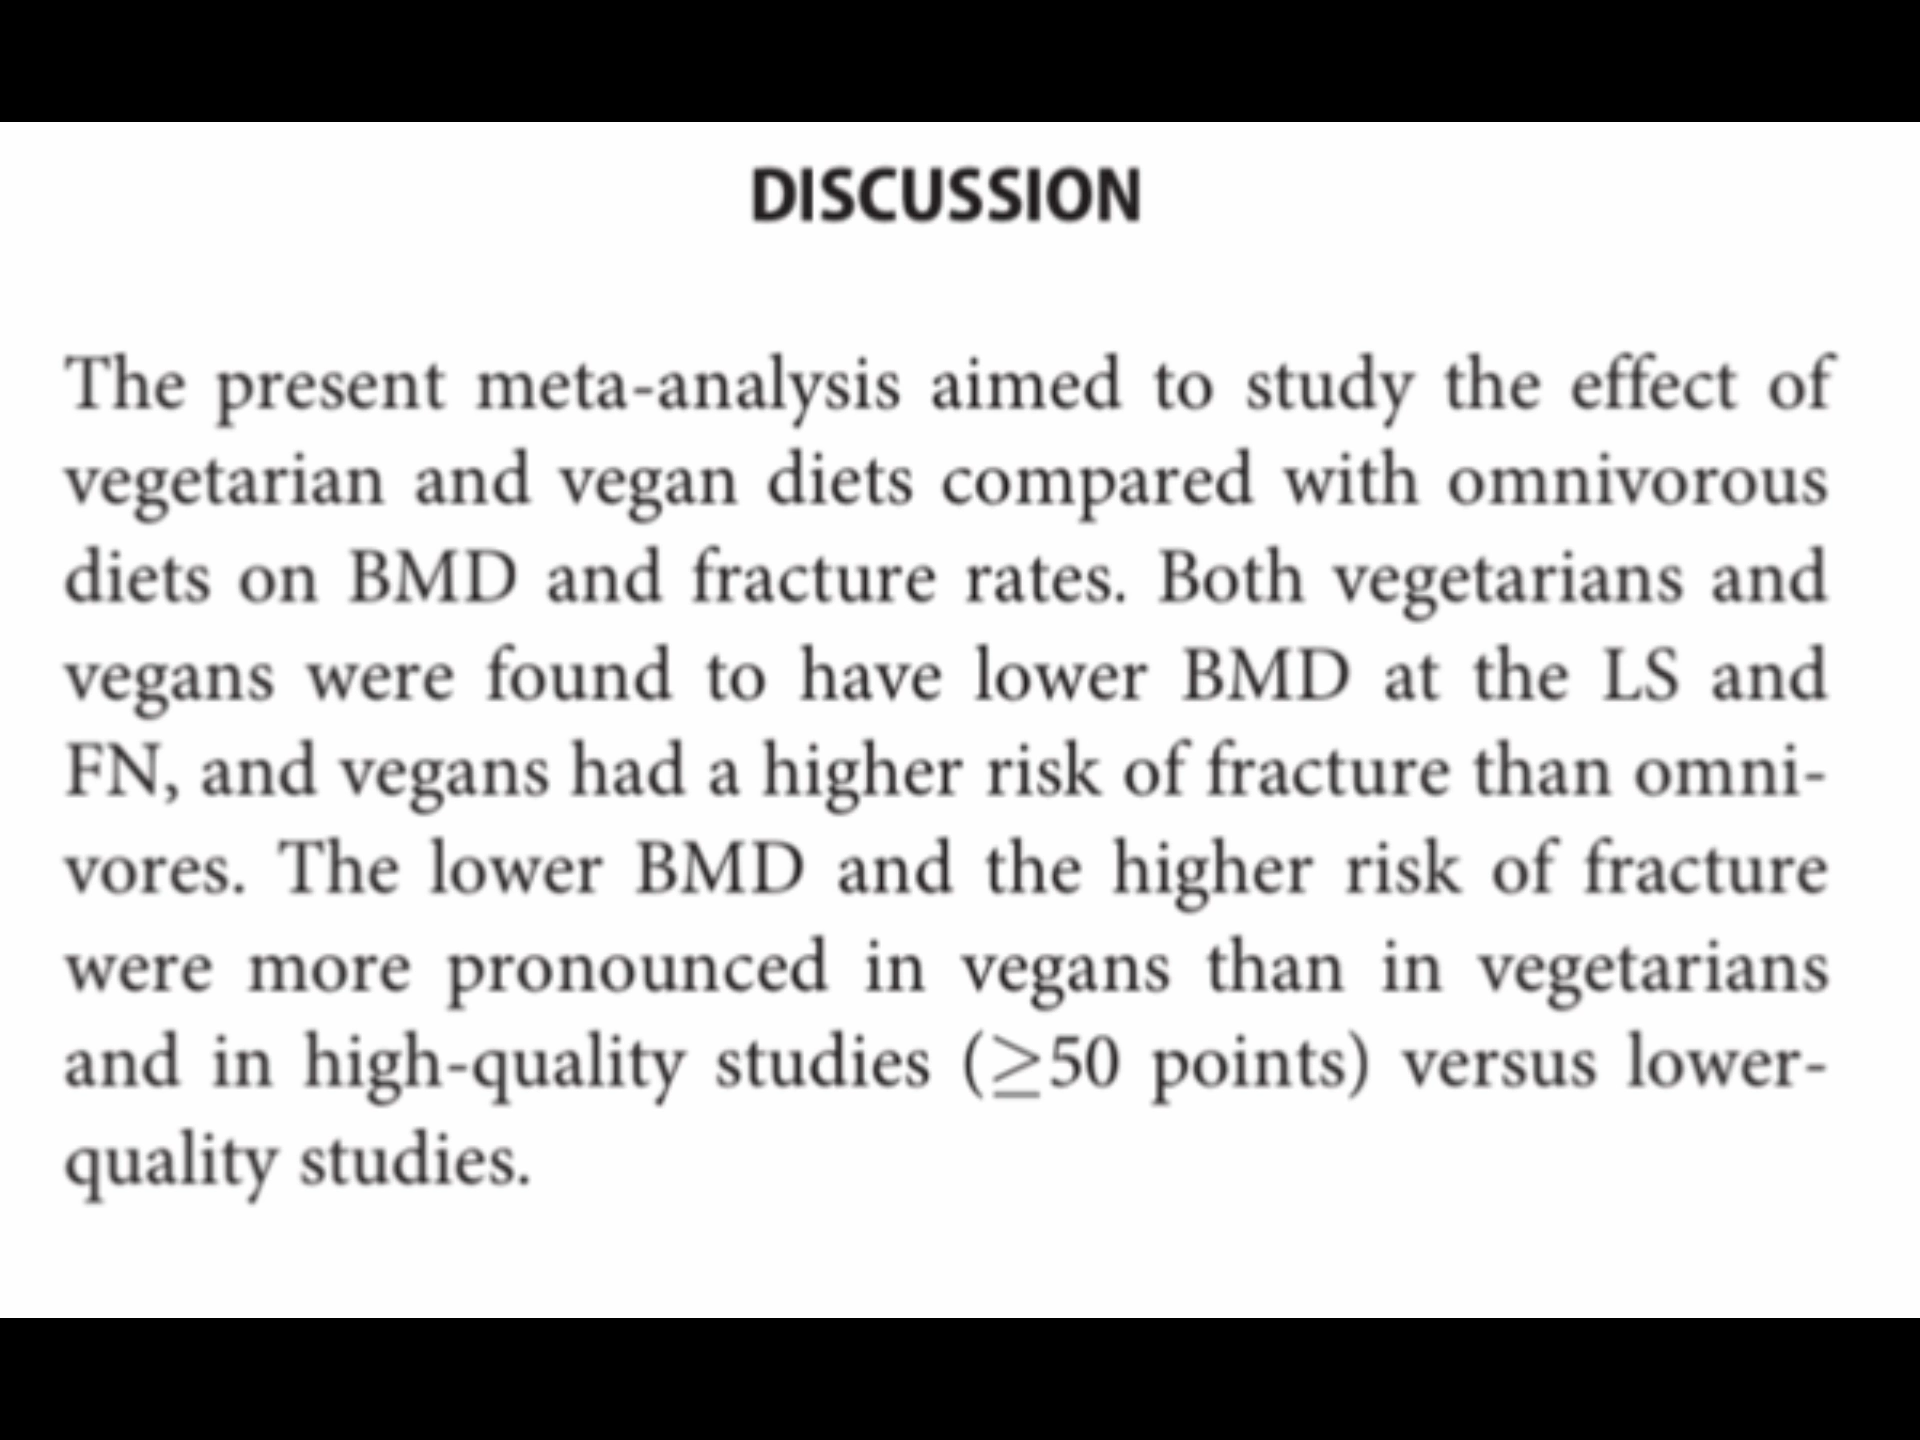 DISCUSSION
The present meta-analysis aimed to study the effect of
vegetarian and vegan diets compared with omnivorous
diets on BMD and fracture rates. Both vegetarians and
vegans were found to have lower BMD at the LS and
FN, and vegans had a higher risk of fracture than omni-
vores. The lower BMD and the higher risk of fracture
were more pronounced in vegans than in vegetarians
and in high-quality studies (≥50 points) versus lower-
quality studies.